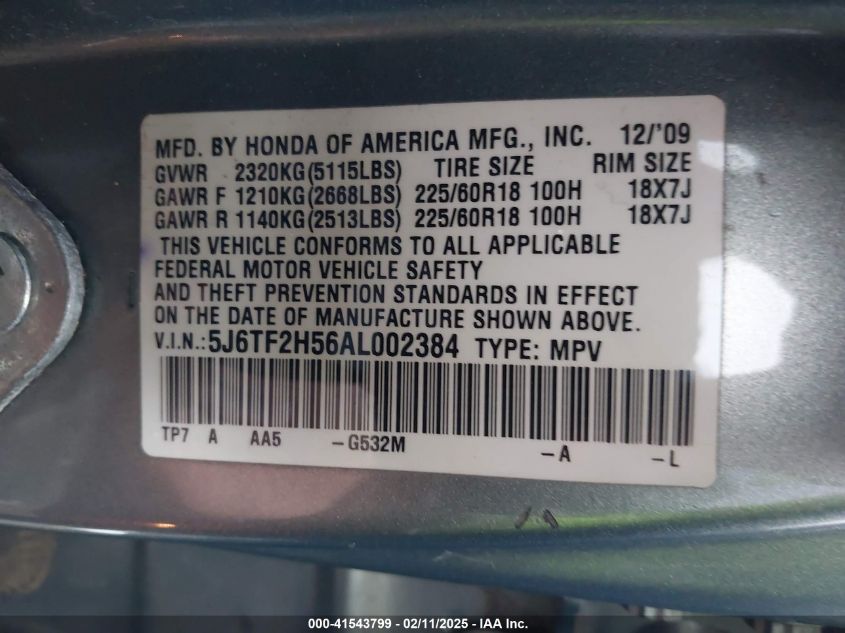 MFD. BY HONDA OF AMERICA MFG., INC. 12/'09
GVWR 2320KG(5115LBS) TIRE SIZE RIM SIZE
GAWR F 1210KG(2668LBS) 225/60R18 100H 18X7J
GAWR R 1140KG(2513LBS) 225/60R18 100H 18X7J
THIS VEHICLE CONFORMS TO ALL APPLICABLE
FEDERAL MOTOR VEHICLE SAFETY
AND THEFT PREVENTION STANDARDS IN EFFECT
ON THE DATE OF MANUFACTURE SHOWN ABOVE.
V.I.N.:5J6TF2H56AL002384 TYPE: MPV
TP7 A AA5 -G532M -A -L
000-41543799 - 02/11/2025 - IAA Inc.